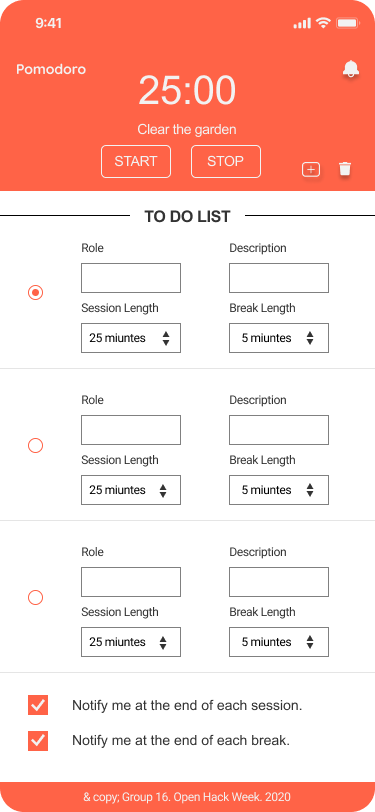 9:41
Pomodoro
25:00
Clear the garden
START STOP
TO DO LIST
Role Description
Session Length Break Length
25 miuntes 5 miuntes
Role Description
Session Length Break Length
25 miuntes 5 miuntes
Role Description
Session Length Break Length
25 miuntes 5 miuntes
Notify me at the end of each session.
Notify me at the end of each break.
& copy; Group 16. Open Hack Week. 2020